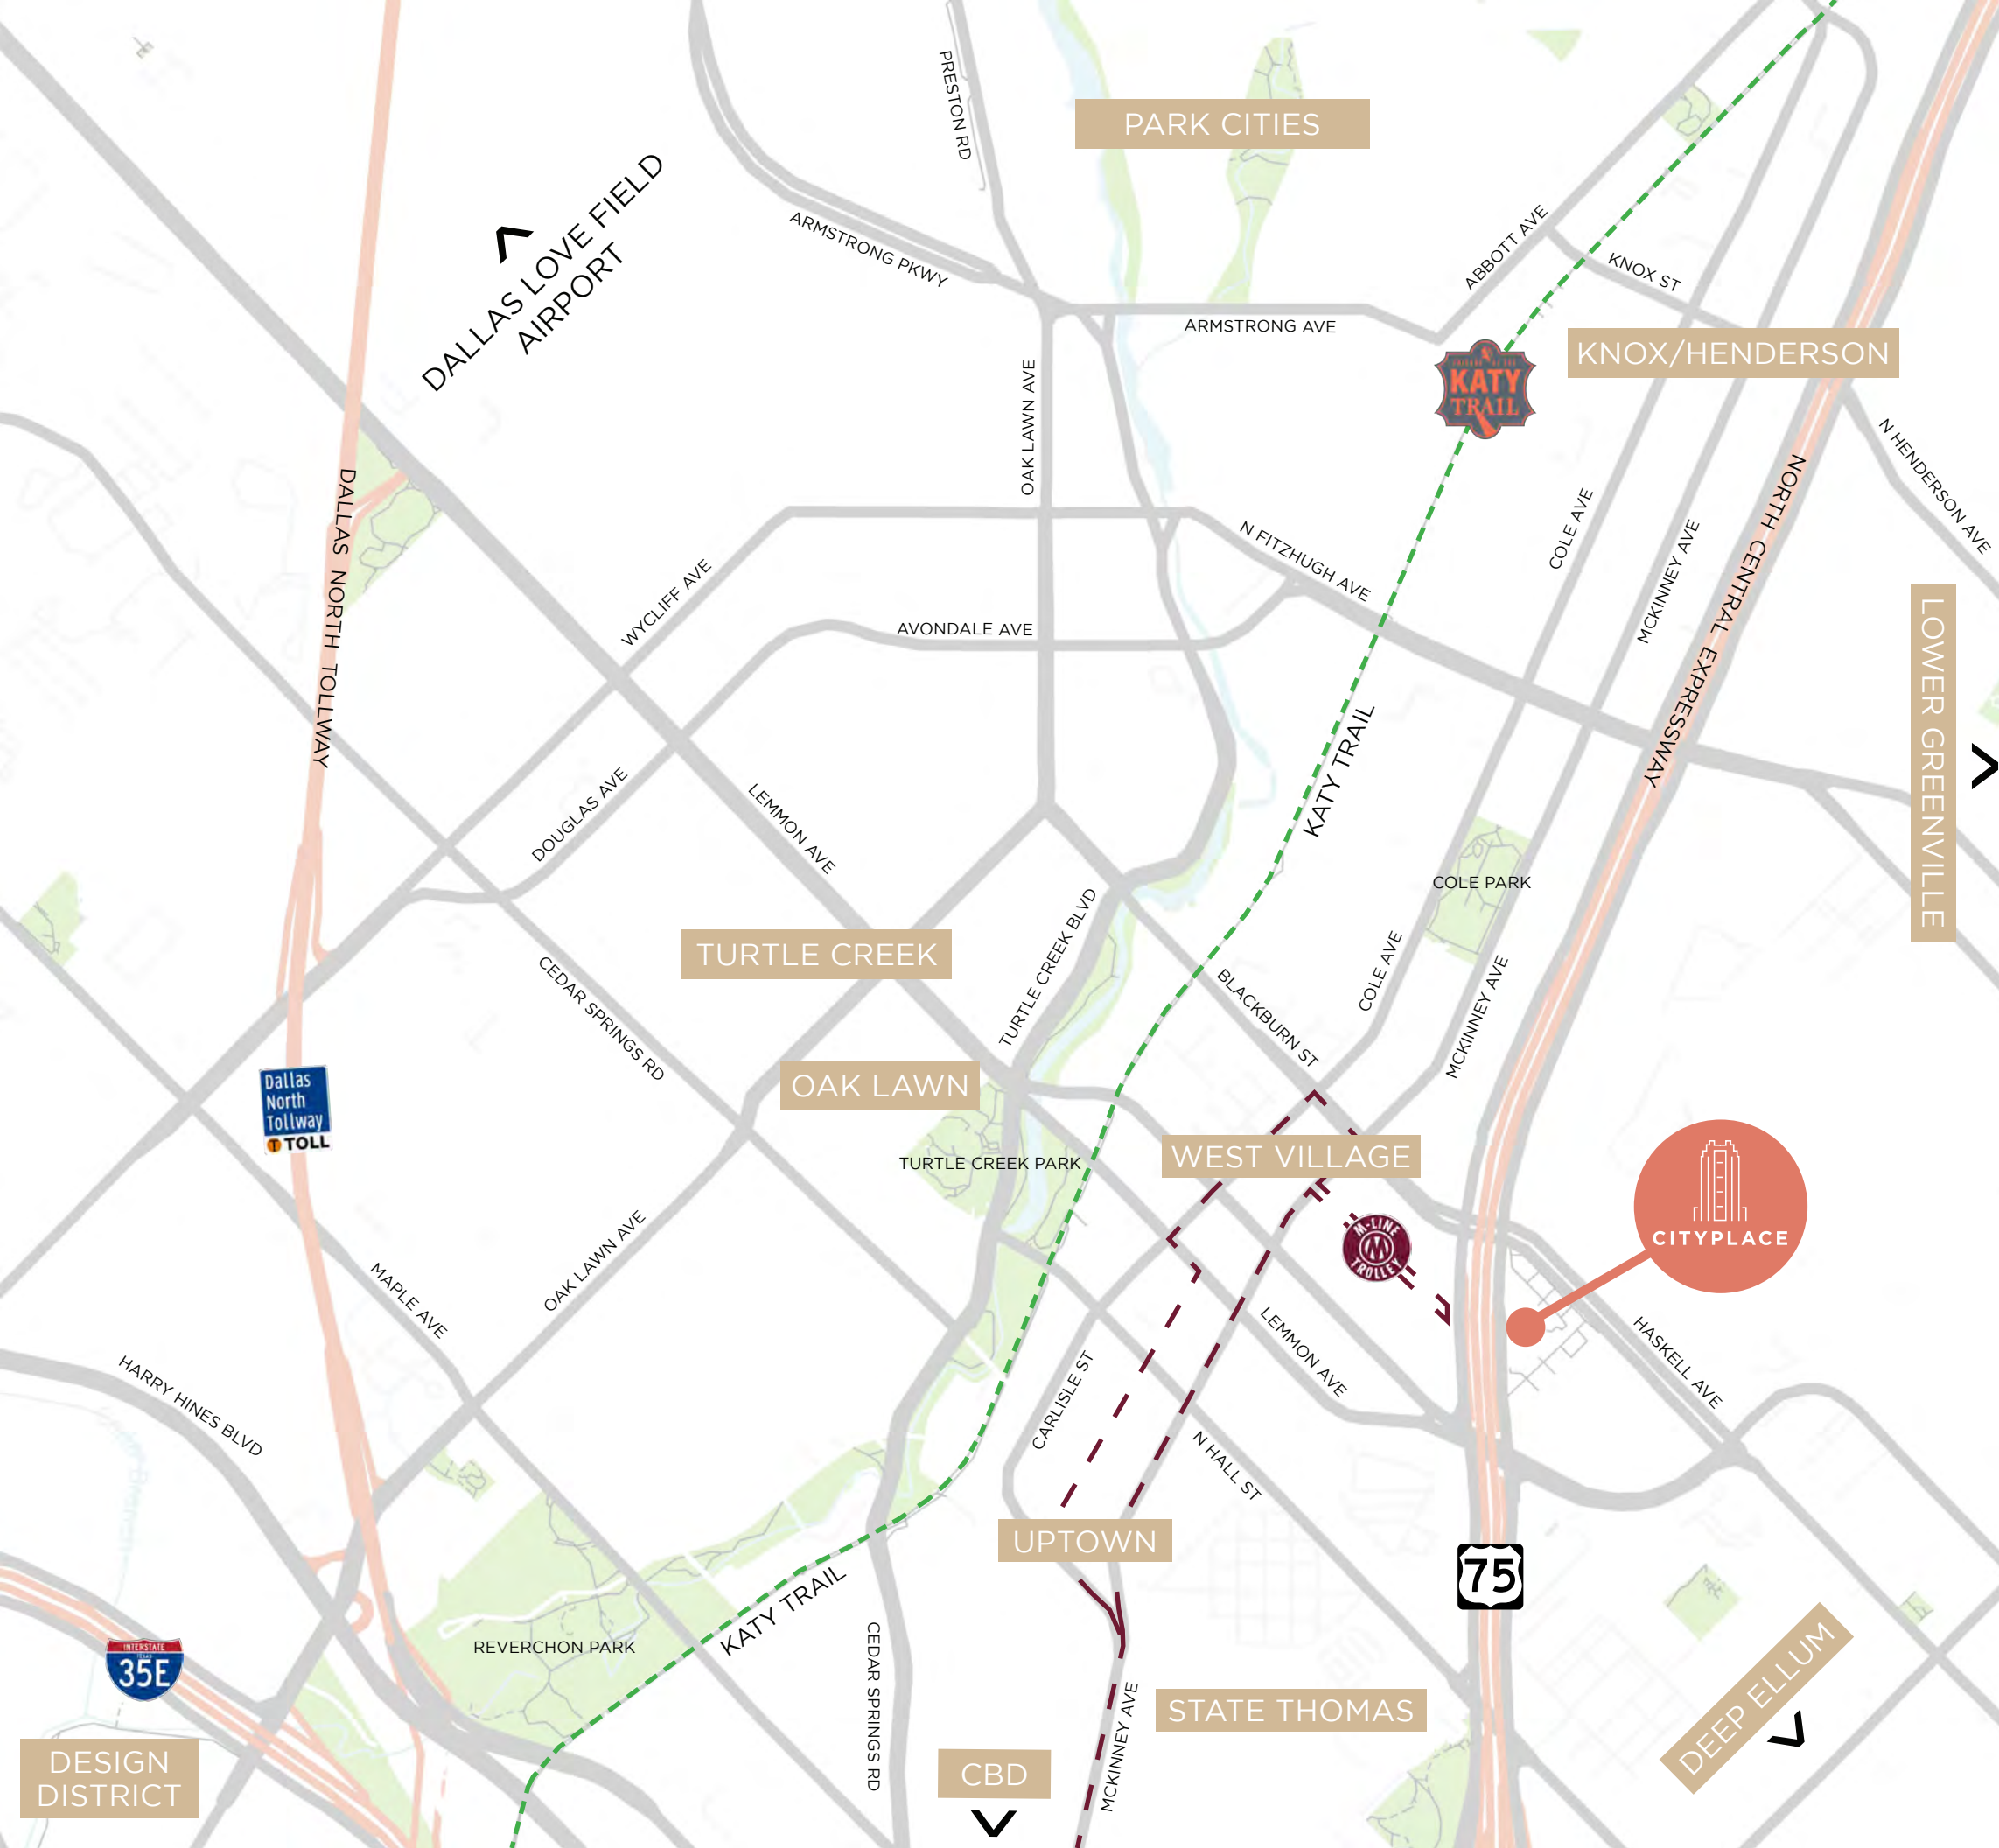 PRESTON RD
PARK CITIES
DALLAS LOVE FIELD
AIRPORT
ARMSTRONG PKWY
ABBOTT AVE
KNOX ST
ARMSTRONG AVE
KNOX/HENDERSON
KATY
TRAIL
OAK LAWN AVE
N HENDERSON AVE
DALLAS NORTH TOLLWAY
NORTH CENTRAL EXPRESSWAY
COLE AVE
MCKINNEY AVE
N FITZHUGH AVE
WYCLIFF AVE
AVONDALE AVE
LOWER GREENVILLE
KATY TRAIL
DOUGLAS AVE
LEMMON AVE
COLE PARK
TURTLE CREEK
TURTLE CREEK BLVD
CEDAR SPRINGS RD
BLACKBURN ST
COLE AVE
MCKINNEY AVE
OAK LAWN
Dallas
North
Tollway
TOLL
TURTLE CREEK PARK
WEST VILLAGE
CITYPLACE
M-LINE
M
TROLLEY
OAK LAWN AVE
MAPLE AVE
HARRY HINES BLVD
CARLISLE ST
LEMMON AVE
HASKELL AVE
N HALL ST
UPTOWN
75
REVERCHON PARK
KATY TRAIL
CEDAR SPRINGS RD
INTERSTATE
TEXAS
35E
STATE THOMAS
MCKINNEY AVE
DEEP ELLUM
DESIGN
DISTRICT
CBD